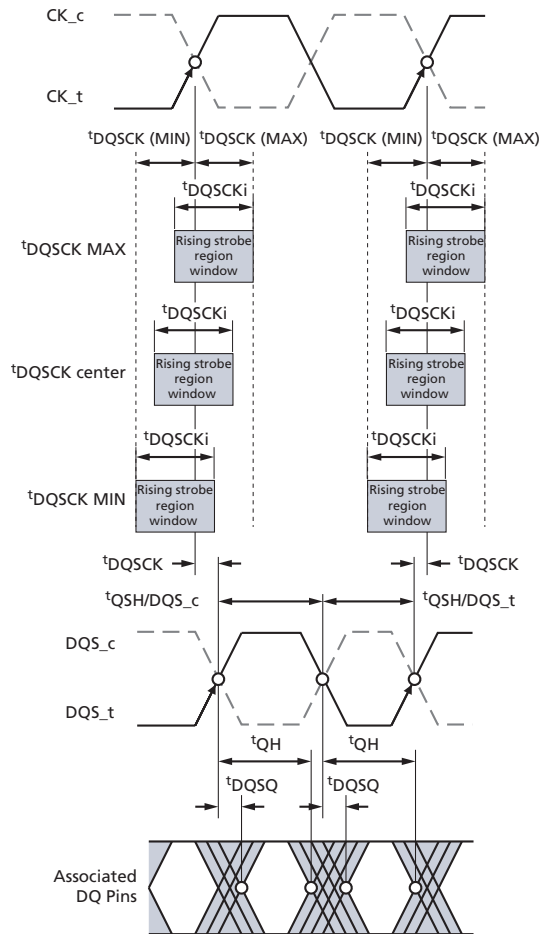 CK_c
CK_t
tDQSCK (MIN) tDQSCK (MAX) tDQSCK (MIN) tDQSCK (MAX)
tDQSCKi tDQSCKi
tDQSCK MAX
Rising strobe
region
window
Rising strobe
region
window
tDQSCKi tDQSCKi
tDQSCK center
Rising strobe
region
window
Rising strobe
region
window
tDQSCKi tDQSCKi
tDQSCK MIN
Rising strobe
region
window
Rising strobe
region
window
tDQSCK tDQSCK
tQSH/DQS_c tQSH/DQS_t
DQS_c
DQS_t
tQH tQH
tDQSQ tDQSQ
Associated
DQ Pins